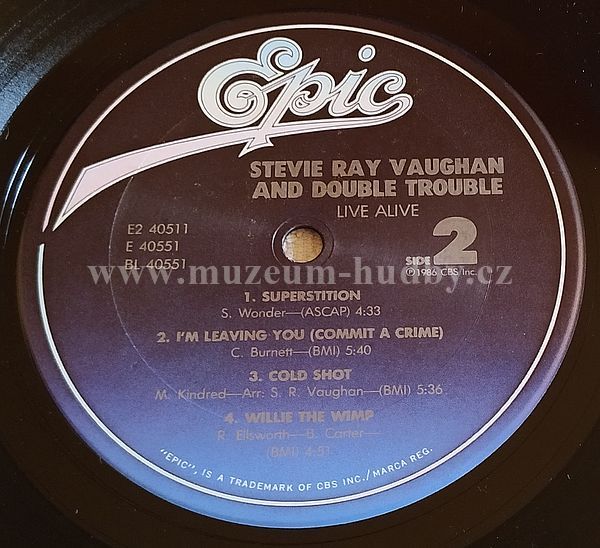 Epic
STEVIE RAY VAUGHAN
AND DOUBLE TROUBLE
LIVE ALIVE
E2 40511
E 40551
BL 40551
SIDE 2
℗1986 CBS Inc.
www.muzeum-hudby.cz
1. SUPERSTITION
S. Wonder—(ASCAP) 4:33
2. I'M LEAVING YOU (COMMIT A CRIME)
C. Burnett—(BMI) 5:40
3. COLD SHOT
M. Kindred—Arr: S. R. Vaughan—(BMI) 5:36
4. WILLIE THE WIMP
R. Ellsworth—B. Carter—
(BMI) 4:51
"EPIC", IS A TRADEMARK OF CBS INC./MARCA REG.